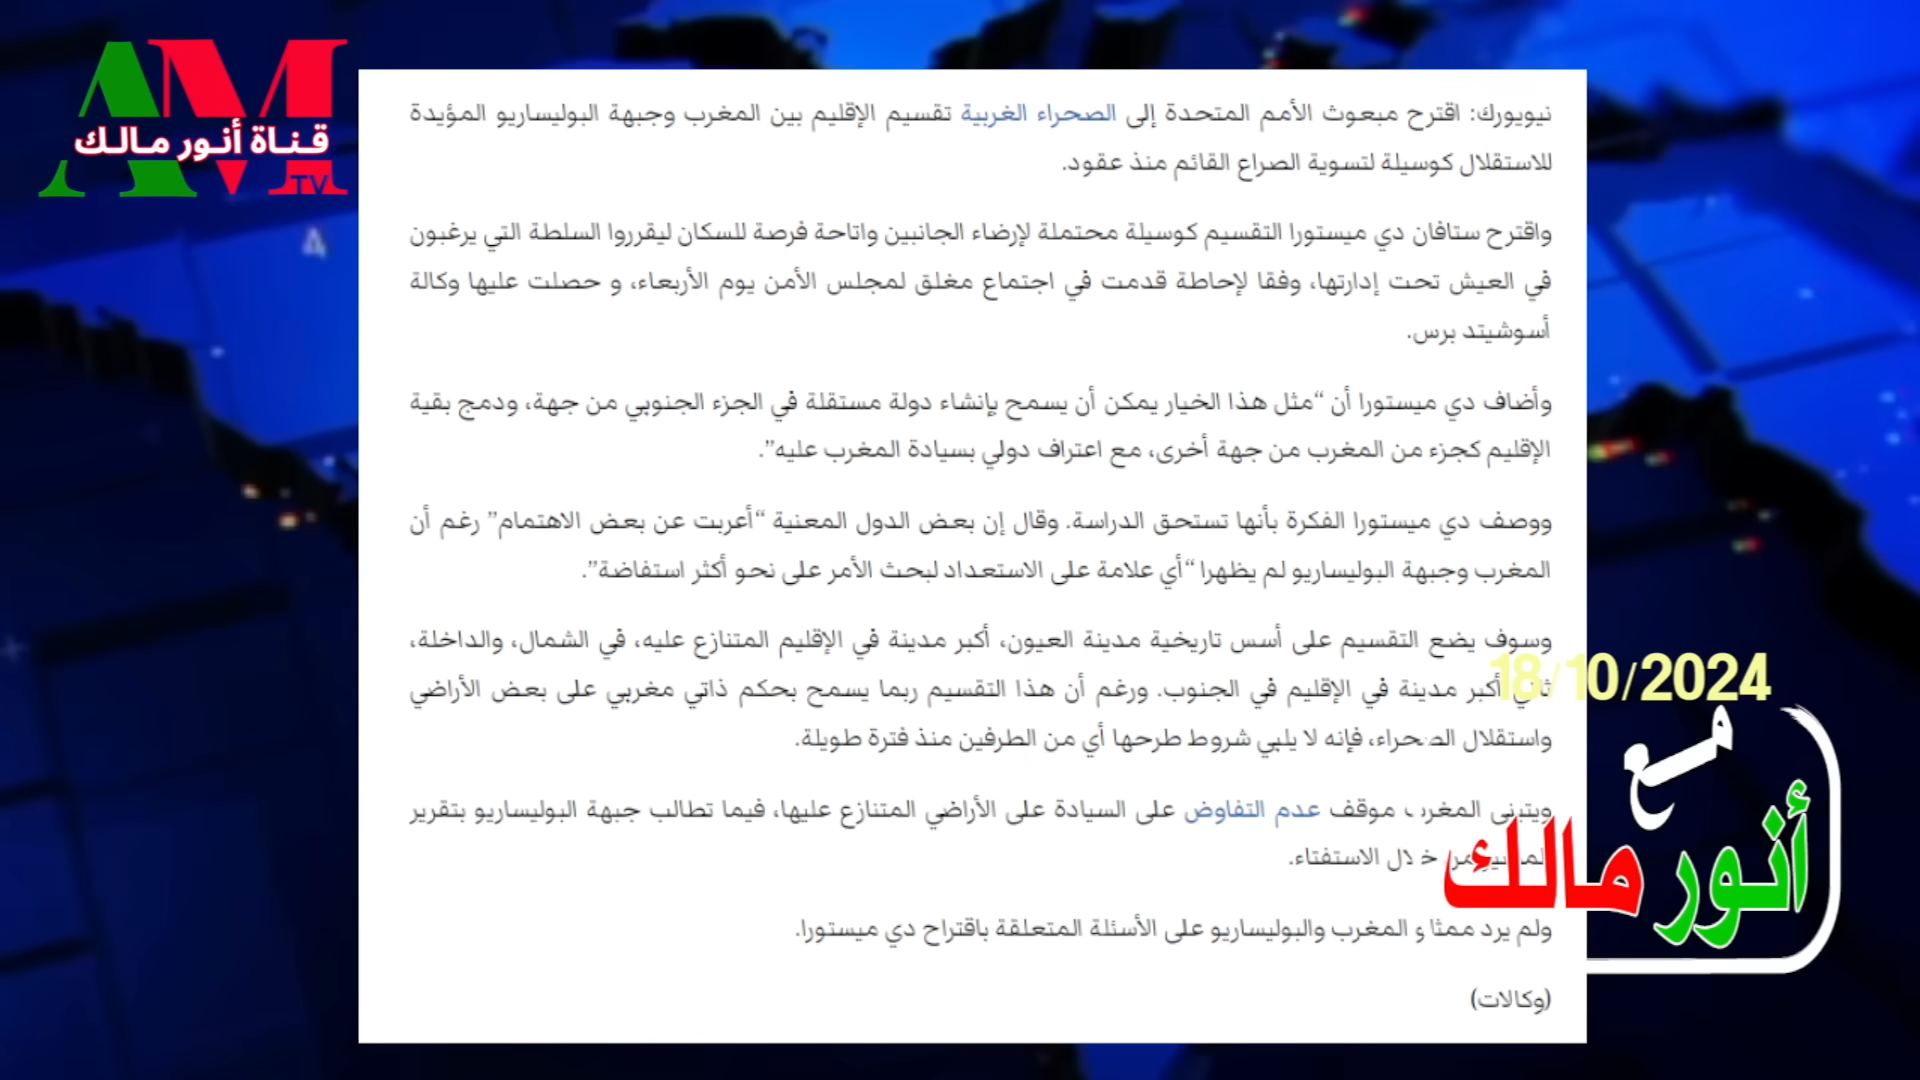 AM
قناة أنور مالك
TV
نيويورك: اقترح مبعوث الأمم المتحدة إلى الصحراء الغربية تقسيم الإقليم بين المغرب وجبهة البوليساريو المؤيدة
للاستقلال كوسيلة لتسوية الصراع القائم منذ عقود.
واقترح ستافان دي ميستورا التقسيم كوسيلة محتملة لإرضاء الجانبين واتاحة فرصة للسكان ليقرروا السلطة التي يرغبون
في العيش تحت إدارتها، وفقا لإحاطة قدمت في اجتماع مغلق لمجلس الأمن يوم الأربعاء، و حصلت عليها وكالة
أسوشيتد برس.
وأضاف دي ميستورا أن “مثل هذا الخيار يمكن أن يسمح بإنشاء دولة مستقلة في الجزء الجنوبي من جهة، ودمج بقية
الإقليم كجزء من المغرب من جهة أخرى، مع اعتراف دولي بسيادة المغرب عليه”.
ووصف دي ميستورا الفكرة بأنها تستحق الدراسة. وقال إن بعض الدول المعنية “أعربت عن بعض الاهتمام” رغم أن
المغرب وجبهة البوليساريو لم يظهرا “أي علامة على الاستعداد لبحث الأمر على نحو أكثر استفاضة”.
وسوف يضع التقسيم على أسس تاريخية مدينة العيون، أكبر مدينة في الإقليم المتنازع عليه، في الشمال، والداخلة،
أكبر مدينة في الإقليم في الجنوب. ورغم أن هذا التقسيم ربما يسمح بحكم ذاتي مغربي على بعض الأراضي
واستقلال الصحراء، فإنه لا يلبي شروط طرحها أي من الطرفين منذ فترة طويلة.
ويتبنى المغرب موقف عدم التفاوض على السيادة على الأراضي المتنازع عليها، فيما تطالب جبهة البوليساريو بتقرير
من خلال الاستفتاء.
ولم يرد ممثلو المغرب والبوليساريو على الأسئلة المتعلقة باقتراح دي ميستورا.
(وكالات)
18/10/2024
مع
أنور مالك